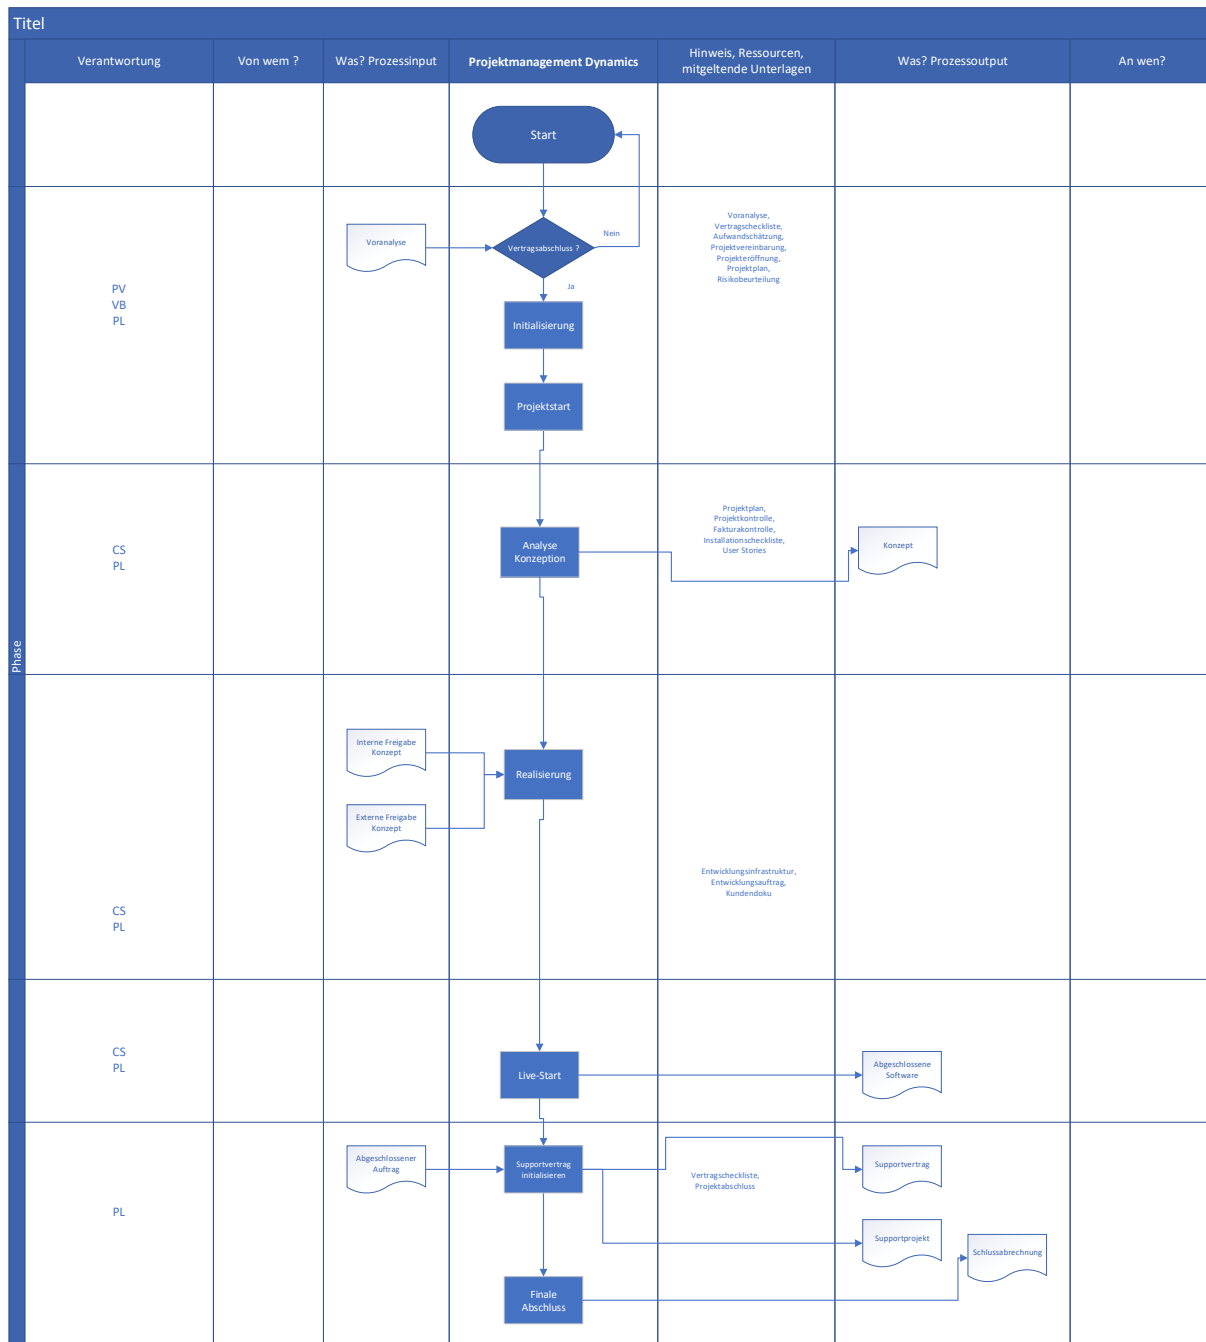 Titel
Phase
Verantwortung
Von wem ?
Was? Prozessinput
Projektmanagement Dynamics
Hinweis, Ressourcen,
mitgeltende Unterlagen
Was? Prozessoutput
An wen?
Start
PV
VB
PL
Voranalyse
Vertragsabschluss ?
Nein
Ja
Initialisierung
Projektstart
Voranalyse,
Vertragscheckliste,
Aufwandschätzung,
Projektvereinbarung,
Projekteröffnung,
Projektplan,
Risikobeurteilung
CS
PL
Analyse
Konzeption
Projektplan,
Projektkontrolle,
Fakturakontrolle,
Installationscheckliste,
User Stories
Konzept
CS
PL
Interne Freigabe
Konzept
Externe Freigabe
Konzept
Realisierung
Entwicklungsinfrastruktur,
Entwicklungsauftrag,
Kundendoku
CS
PL
Live-Start
Abgeschlossene
Software
PL
Abgeschlossener
Auftrag
Supportvertrag
initialisieren
Vertragscheckliste,
Projektabschluss
Supportvertrag
Supportprojekt
Schlussabrechnung
Finale
Abschluss